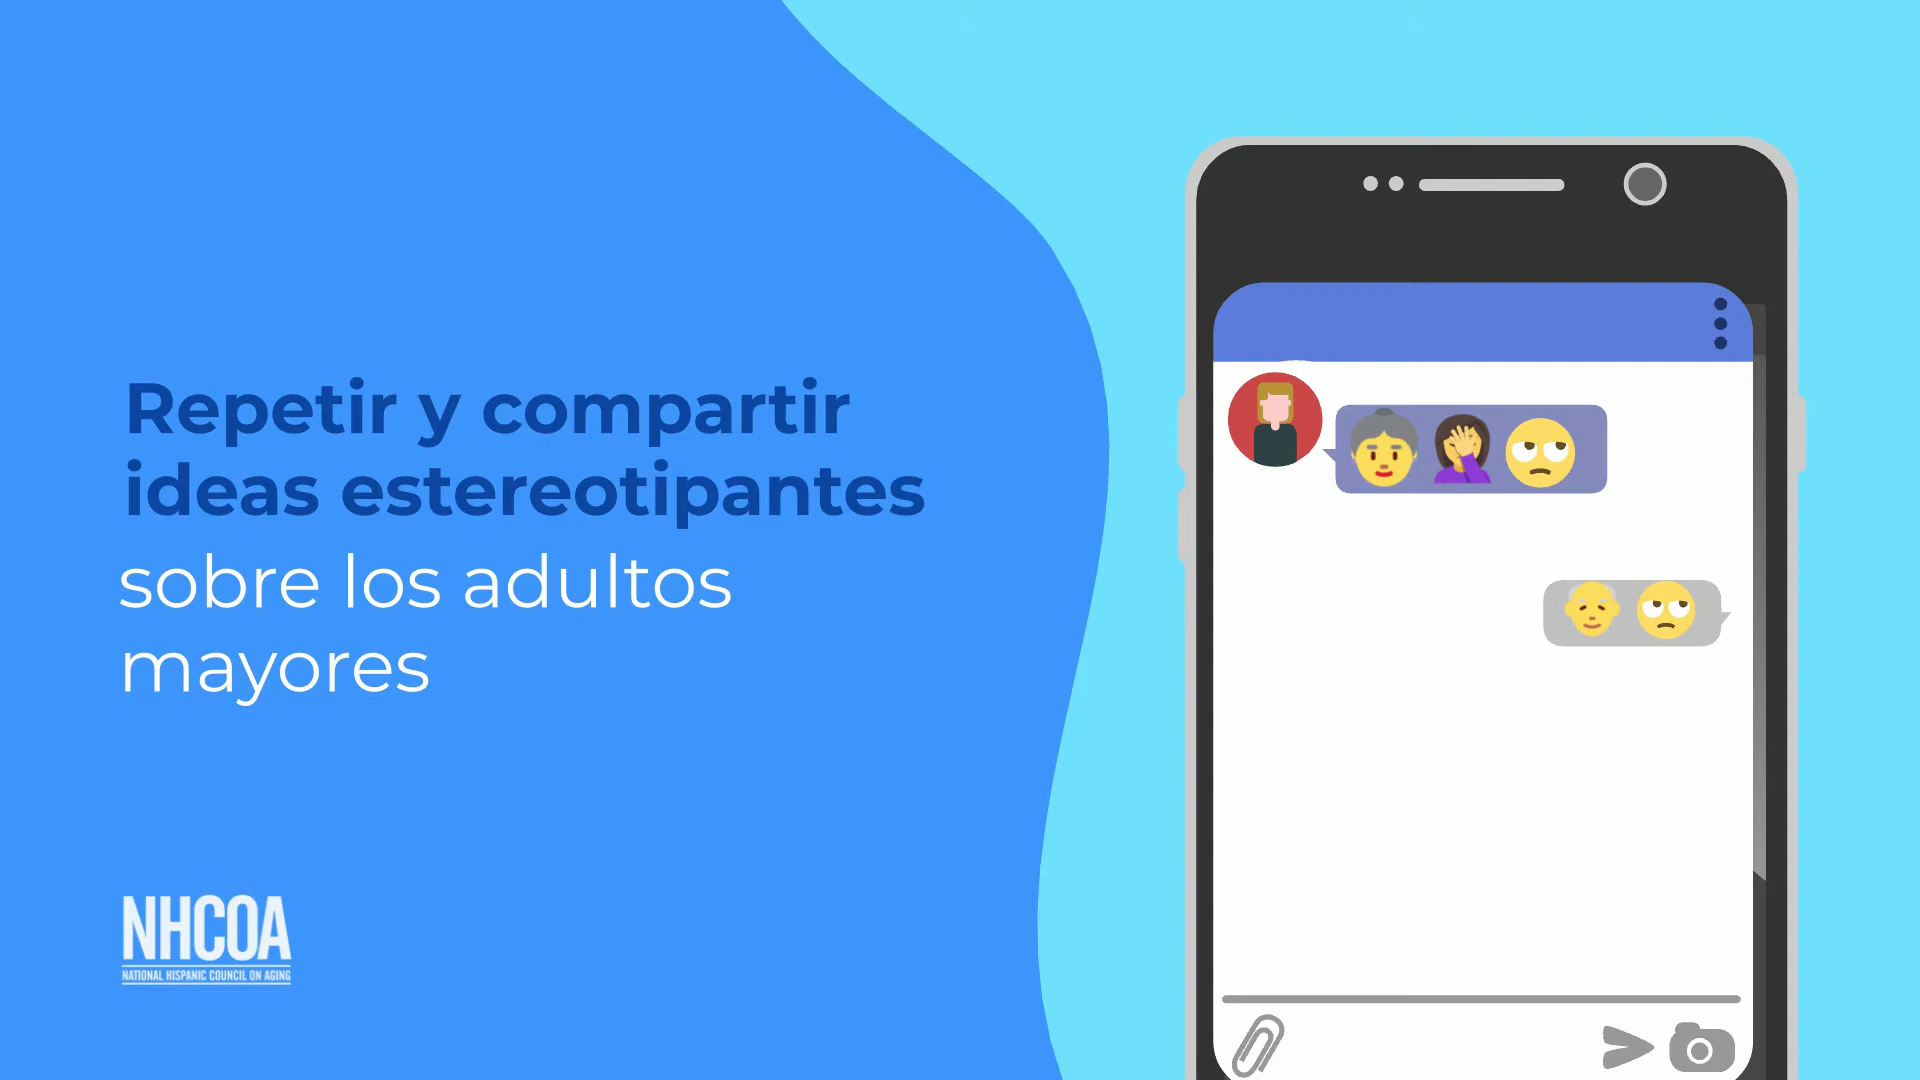 Repetir y compartir
ideas estereotipantes
sobre los adultos
mayores
NHCOA
NATIONAL HISPANIC COUNCIL ON AGING